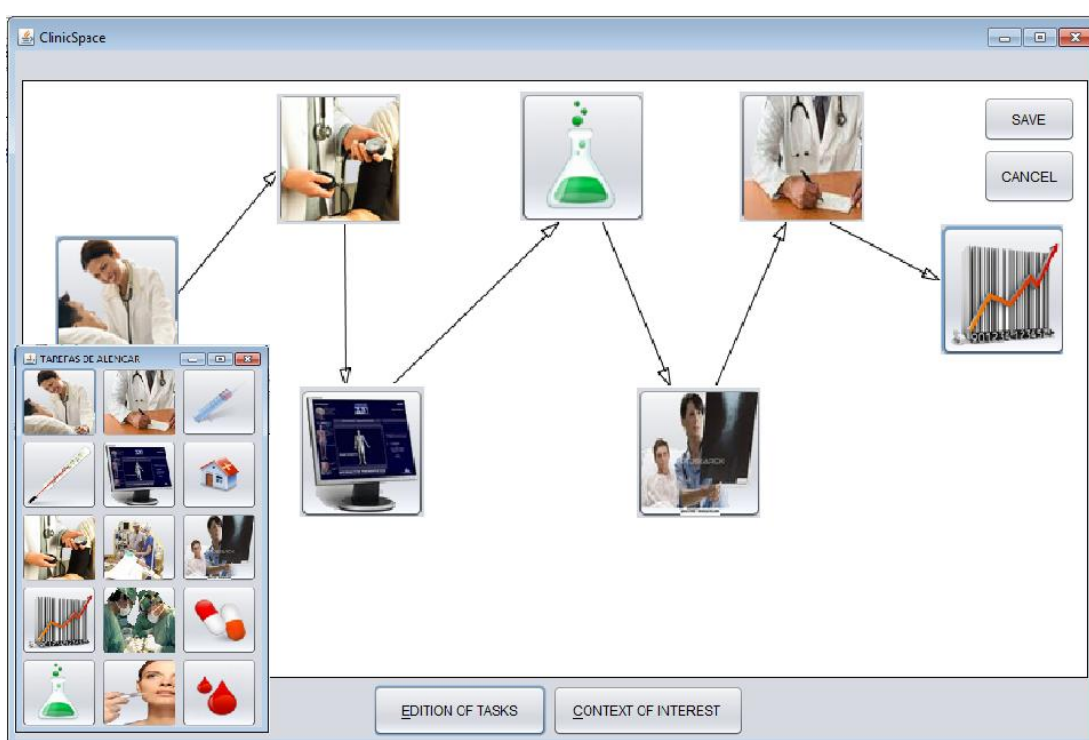 ClinicSpace
SAVE
CANCEL
TAREFAS DE ALENCAR
EDITION OF TASKS
CONTEXT OF INTEREST